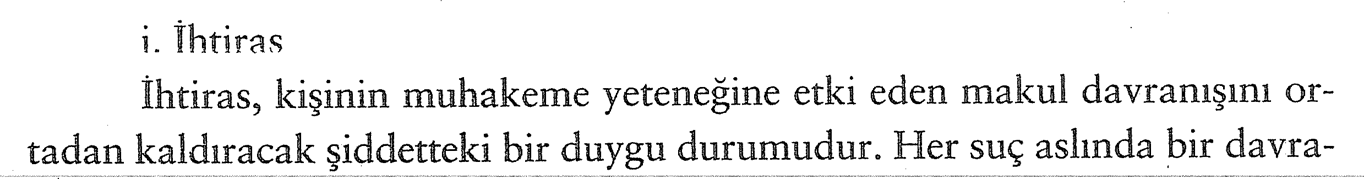 i. İhtiras
İhtiras, kişinin muhakeme yeteneğine etki eden makul davranışını or-
tadan kaldıracak şiddetteki bir duygu durumudur. Her suç aslında bir davra-